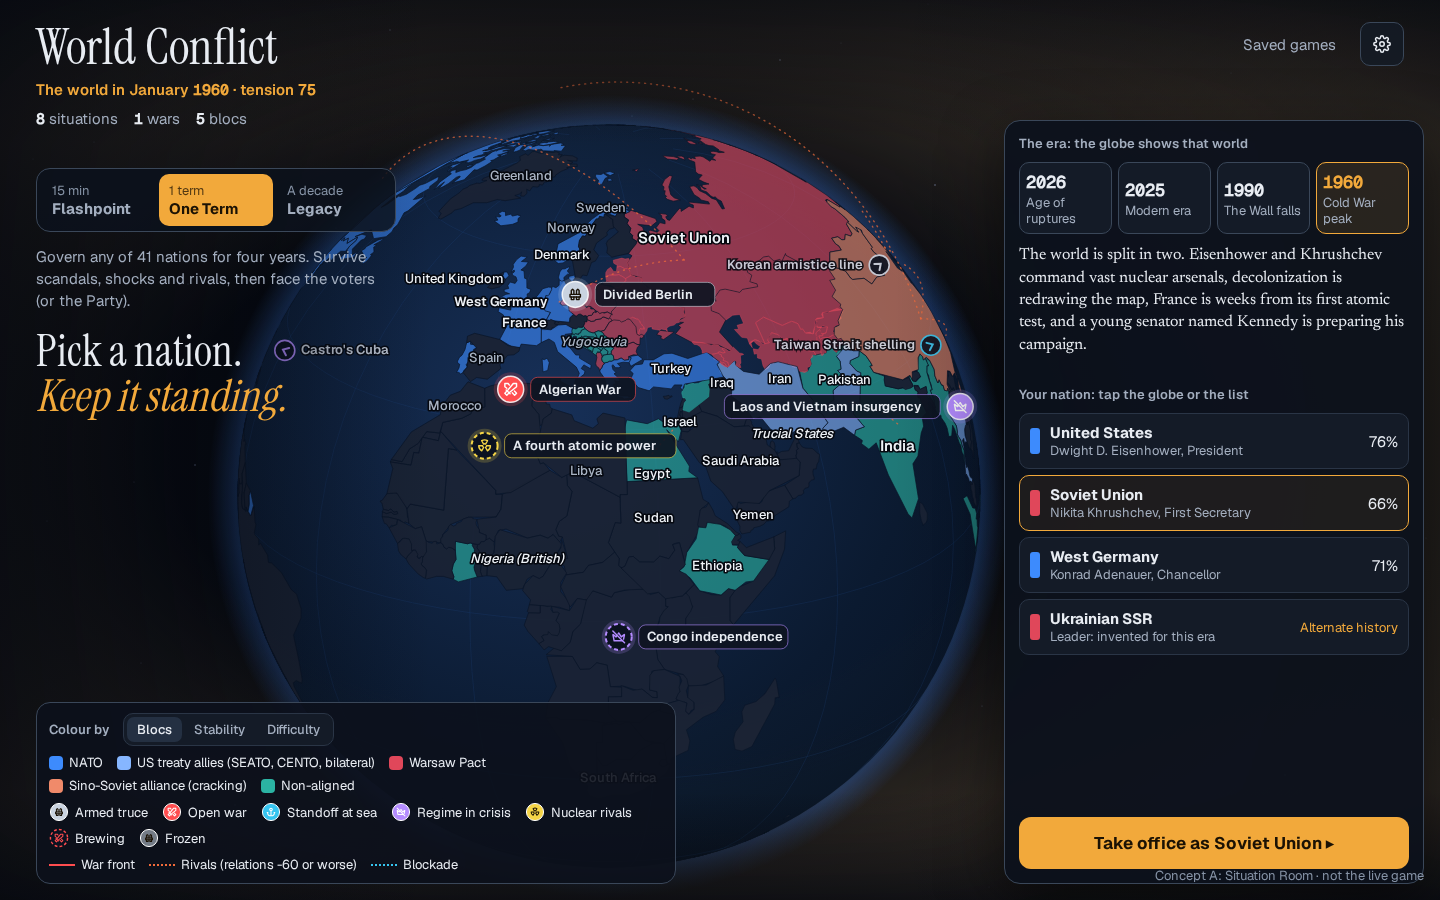 World Conflict
The world in January 1960 · tension 75
8 situations 1 wars 5 blocs
Saved games
15 min
Flashpoint
1 term
One Term
A decade
Legacy
Govern any of 41 nations for four years. Survive
scandals, shocks and rivals, then face the voters
(or the Party).
Pick a nation.
Keep it standing.
Greenland
Sweden
Norway
Denmark
Soviet Union
United Kingdom
Korean armistice line
West Germany
Divided Berlin
France
Yugoslavia
Castro's Cuba
Spain
Taiwan Strait shelling
Turkey
Iraq
Iran
Pakistan
Algerian War
Morocco
Laos and Vietnam insurgency
Israel
Trucial States
A fourth atomic power
India
Libya
Egypt
Saudi Arabia
Sudan
Yemen
Nigeria (British)
Ethiopia
Congo independence
South Africa
Colour by
Blocs
Stability
Difficulty
NATO
US treaty allies (SEATO, CENTO, bilateral)
Warsaw Pact
Sino-Soviet alliance (cracking)
Non-aligned
Armed truce
Open war
Standoff at sea
Regime in crisis
Nuclear rivals
Brewing
Frozen
War front
Rivals (relations -60 or worse)
Blockade
The era: the globe shows that world
2026
Age of
ruptures
2025
Modern era
1990
The Wall falls
1960
Cold War
peak
The world is split in two. Eisenhower and Khrushchev
command vast nuclear arsenals, decolonization is
redrawing the map, France is weeks from its first atomic
test, and a young senator named Kennedy is preparing his
campaign.
Your nation: tap the globe or the list
United States
Dwight D. Eisenhower, President
76%
Soviet Union
Nikita Khrushchev, First Secretary
66%
West Germany
Konrad Adenauer, Chancellor
71%
Ukrainian SSR
Leader: invented for this era
Alternate history
Take office as Soviet Union ▸
Concept A: Situation Room · not the live game